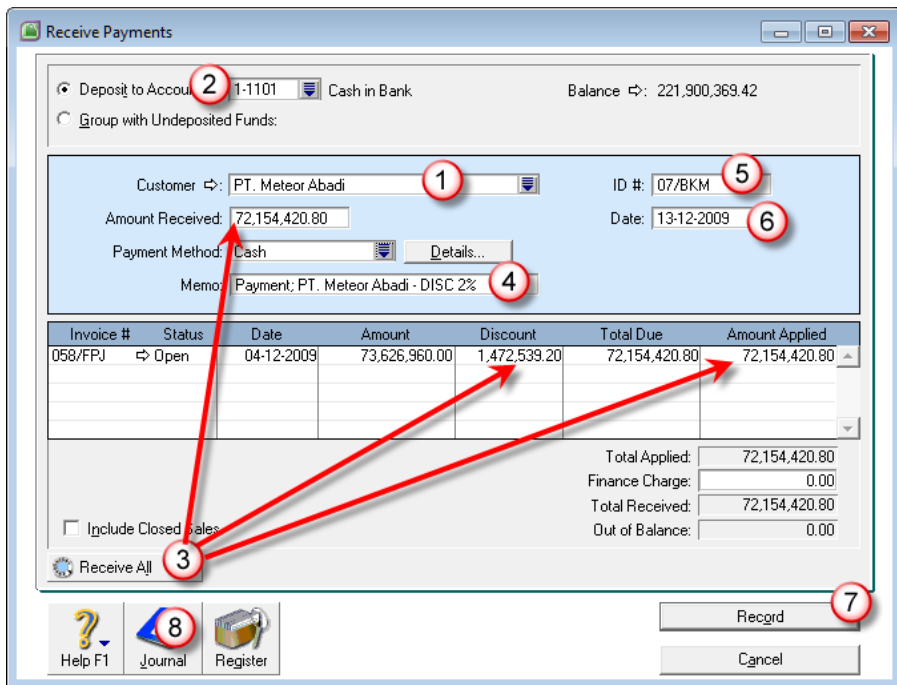 Receive Payments
Deposit to Accou 2 1-1101 Cash in Bank Balance ⇨: 221,900,369.42
Group with Undeposited Funds:
Customer ⇨: PT. Meteor Abadi 1 ID #: 07/BKM 5
Amount Received: 72,154,420.80 Date: 13-12-2009 6
Payment Method: Cash Details...
Memo: Payment; PT. Meteor Abadi - DISC 2% 4
Invoice # Status Date Amount Discount Total Due Amount Applied
058/FPJ ⇨ Open 04-12-2009 73,626,960.00 1,472,539.20 72,154,420.80 72,154,420.80
Total Applied: 72,154,420.80
Finance Charge: 0.00
Total Received: 72,154,420.80
Include Closed Sales Out of Balance: 0.00
Receive All 3
Record 7
8
Help F1 Journal Register Cancel